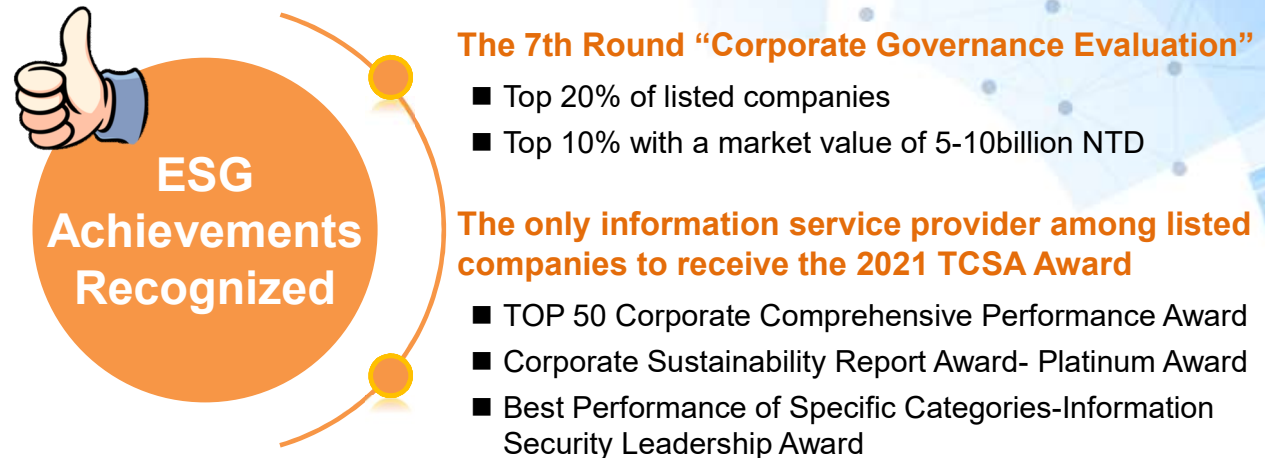 ESG
Achievements
Recognized
The 7th Round “Corporate Governance Evaluation”
■ Top 20% of listed companies
■ Top 10% with a market value of 5-10billion NTD
The only information service provider among listed
companies to receive the 2021 TCSA Award
■ TOP 50 Corporate Comprehensive Performance Award
■ Corporate Sustainability Report Award- Platinum Award
■ Best Performance of Specific Categories-Information
Security Leadership Award